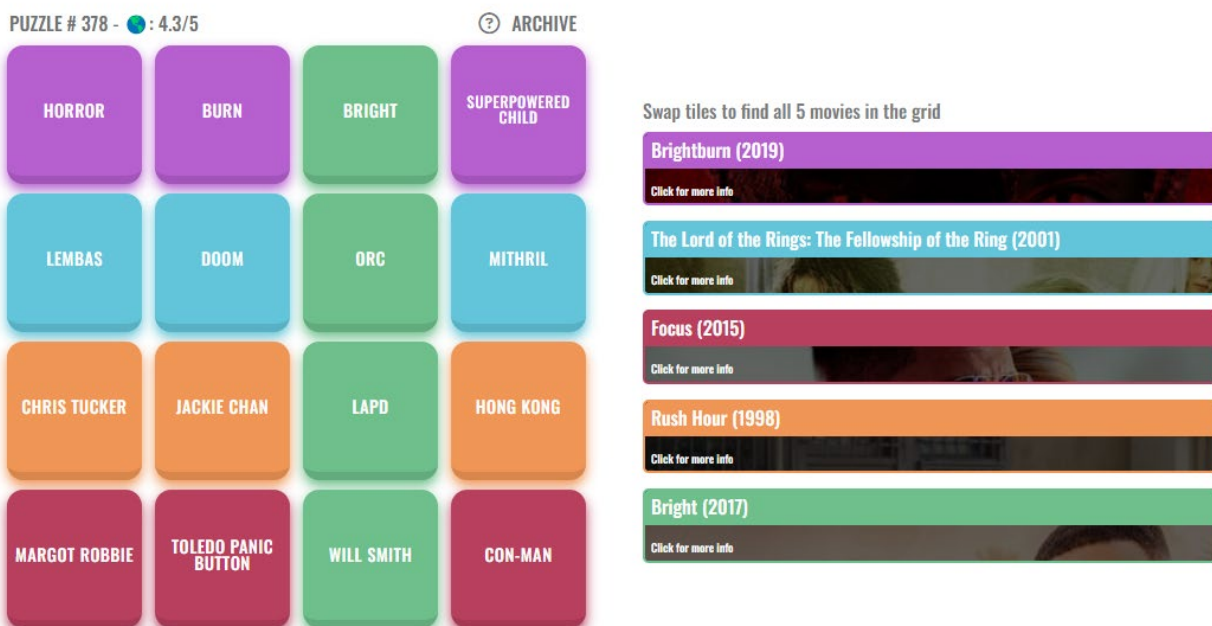 PUZZLE # 378 - 🌎: 4.3/5
? ARCHIVE
HORROR
BURN
BRIGHT
SUPERPOWERED
CHILD
LEMBAS
DOOM
ORC
MITHRIL
CHRIS TUCKER
JACKIE CHAN
LAPD
HONG KONG
MARGOT ROBBIE
TOLEDO PANIC
BUTTON
WILL SMITH
CON-MAN
Swap tiles to find all 5 movies in the grid
Brightburn (2019)
Click for more info
The Lord of the Rings: The Fellowship of the Ring (2001)
Click for more info
Focus (2015)
Click for more info
Rush Hour (1998)
Click for more info
Bright (2017)
Click for more info